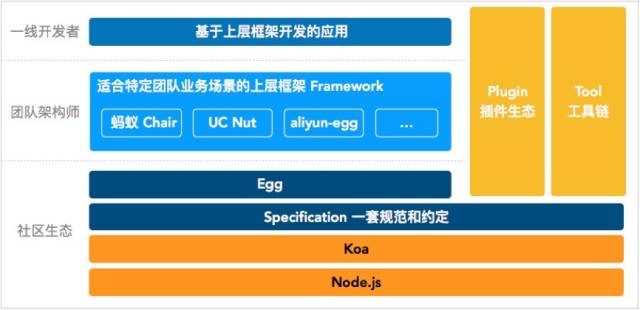 一线开发者
基于上层框架开发的应用
团队架构师
适合特定团队业务场景的上层框架 Framework
蚂蚁 Chair
UC Nut
aliyun-egg
...
Plugin
插件生态
Tool
工具链
社区生态
Egg
Specification 一套规范和约定
Koa
Node.js